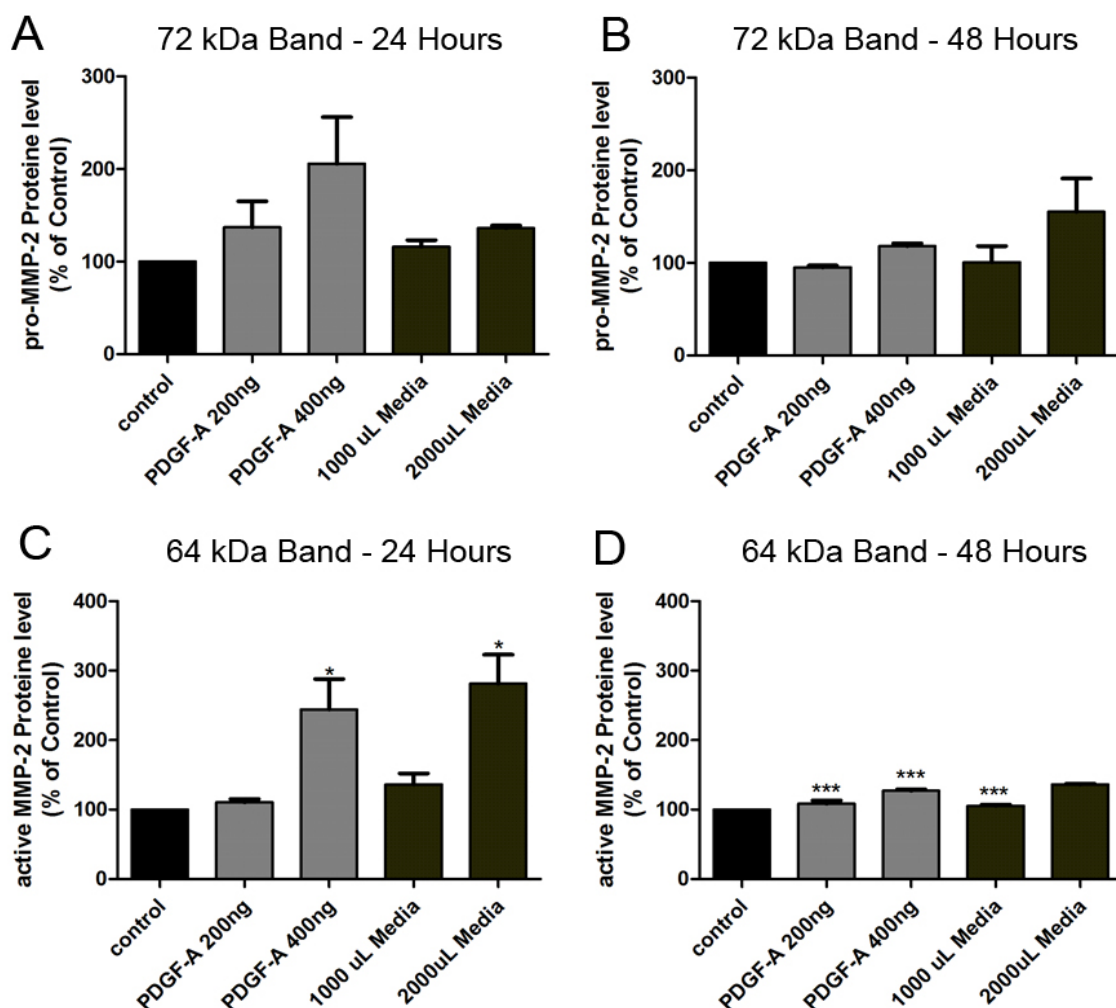 A
72 kDa Band - 24 Hours
pro-MMP-2 Proteine level
(% of Control)
300
200
100
0
control
PDGF-A 200ng
PDGF-A 400ng
1000 uL Media
2000uL Media
B
72 kDa Band - 48 Hours
pro-MMP-2 Proteine level
(% of Control)
300
200
100
0
control
PDGF-A 200ng
PDGF-A 400ng
1000 uL Media
2000uL Media
C
64 kDa Band - 24 Hours
active MMP-2 Proteine level
(% of Control)
400
300
200
100
0
*
*
control
PDGF-A 200ng
PDGF-A 400ng
1000 uL Media
2000uL Media
D
64 kDa Band - 48 Hours
active MMP-2 Proteine level
(% of Control)
400
300
200
100
0
***
***
***
control
PDGF-A 200ng
PDGF-A 400ng
1000 uL Media
2000uL Media